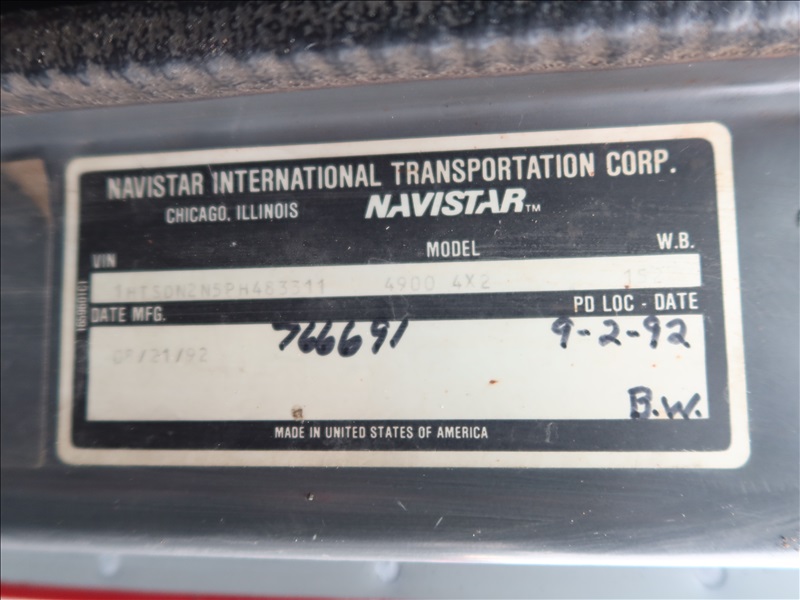 NAVISTAR INTERNATIONAL TRANSPORTATION CORP.
CHICAGO, ILLINOIS NAVISTAR™
VIN MODEL W.B.
4900 4X2
DATE MFG. PD LOC - DATE
766691 9-2-92
B.W.
MADE IN UNITED STATES OF AMERICA